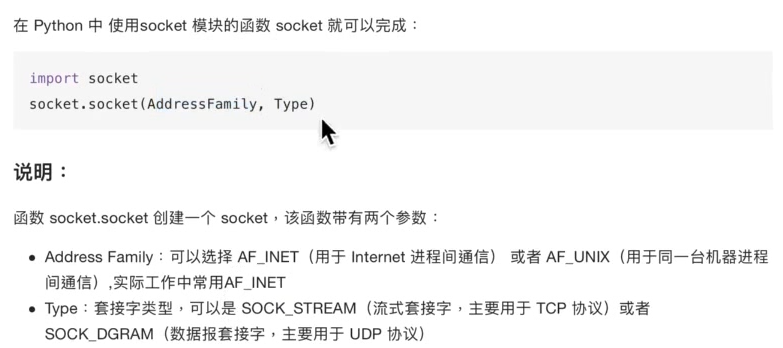 在 Python 中 使用socket 模块的函数 socket 就可以完成：
import socket
socket.socket(AddressFamily, Type)
说明：
函数 socket.socket 创建一个 socket，该函数带有两个参数：
• Address Family：可以选择 AF_INET（用于 Internet 进程间通信） 或者 AF_UNIX（用于同一台机器进程
间通信）,实际工作中常用AF_INET
• Type：套接字类型，可以是 SOCK_STREAM（流式套接字，主要用于 TCP 协议）或者
SOCK_DGRAM（数据报套接字，主要用于 UDP 协议）